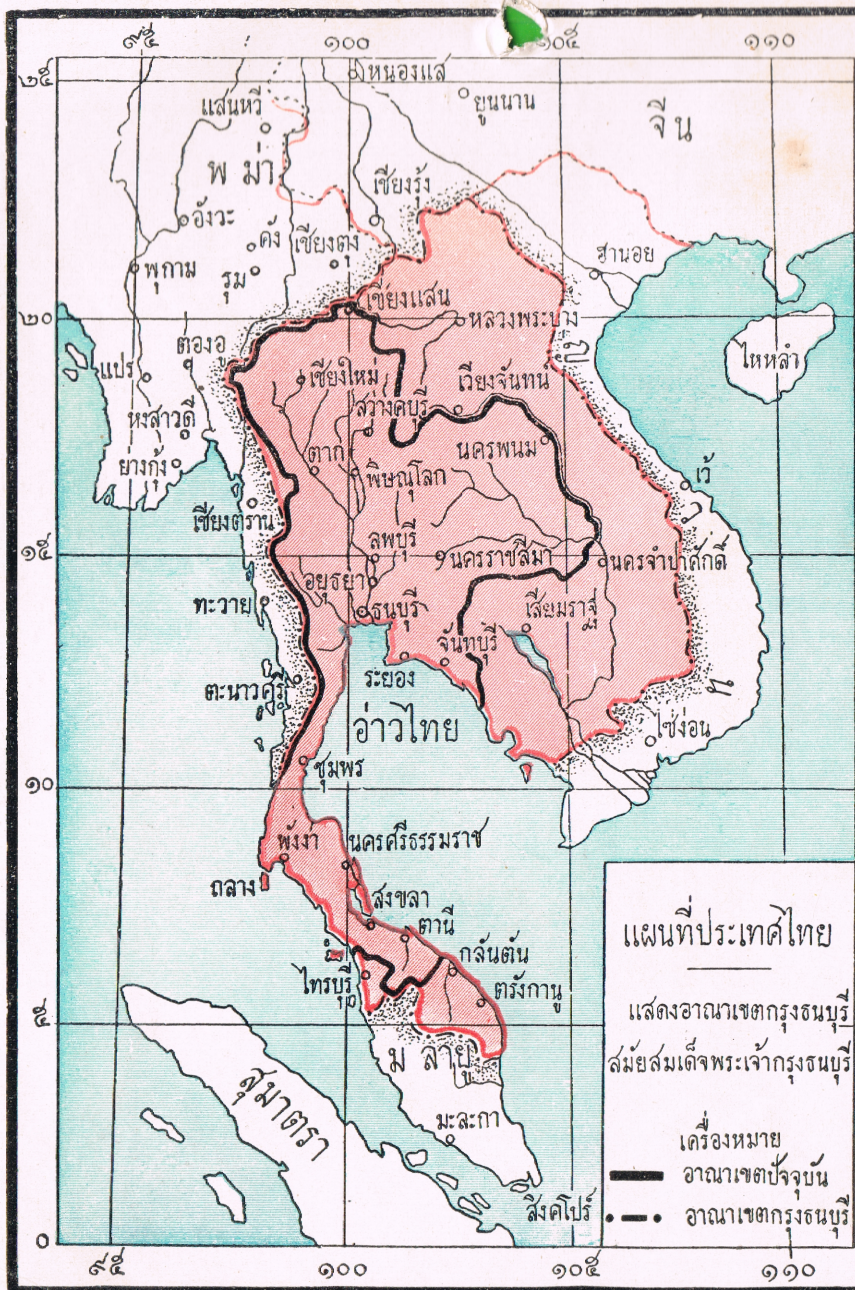 ๙๕ ๑๐๐ ๑๐๕ ๑๑๐
๒๕
หนองแส
ยูนนาน
จีน
แสนหวี
พม่า
เชียงรุ้ง
อังวะ
คัง
เชียงตุง
ฮานอย
พุกาม
รุม
เชียงแสน
๒๐
หลวงพระบาง
ตองอู
ไหหลำ
แปร
เชียงใหม่
เวียงจันทน์
สวางคบุรี
หงสาวดี
ตาก
นครพนม
ย่างกุ้ง
พิษณุโลก
เว้
เชียงตราน
ลพบุรี
๑๕
นครราชสีมา
นครจำปาศักดิ์
อยุธยา
ทะวาย
ธนบุรี
เสียมราฐ
จันทบุรี
ระยอง
ตะนาวศรี
อ่าวไทย
ไซ่ง่อน
ชุมพร
๑๐
พังงา
นครศรีธรรมราช
ถลาง
สงขลา
ตานี
กลันตัน
ไทรบุรี
ตรังกานู
๕
มลายู
สุมาตรา
มะละกา
สิงคโปร์
๐
แผนที่ประเทศไทย
แสดงอาณาเขตกรุงธนบุรี
สมัยสมเด็จพระเจ้ากรุงธนบุรี
เครื่องหมาย
อาณาเขตปัจจุบัน
อาณาเขตกรุงธนบุรี
๙๕ ๑๐๐ ๑๐๕ ๑๑๐